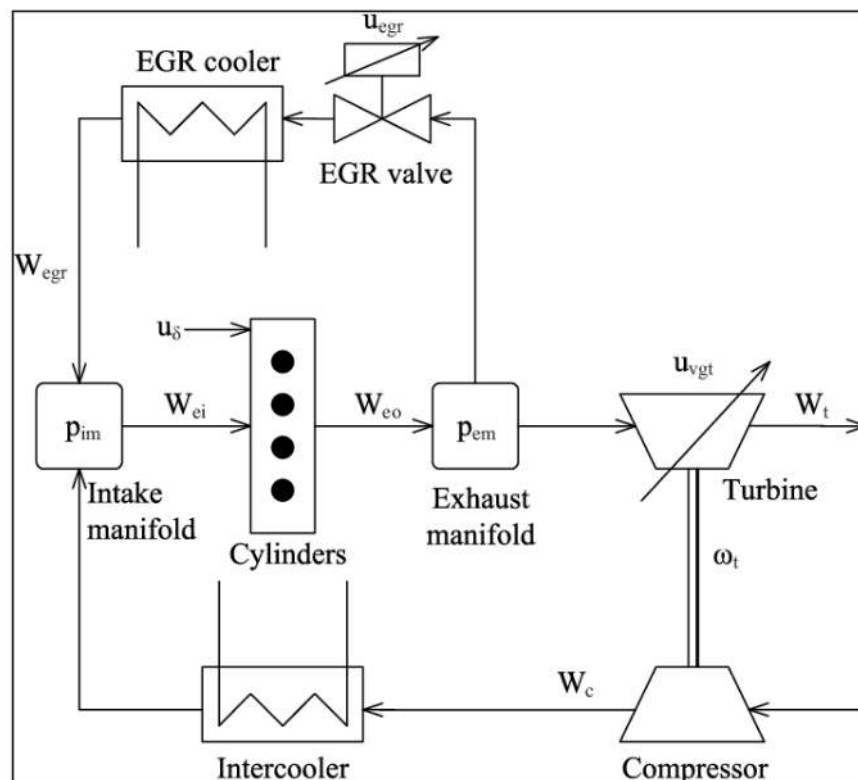 u_egr
EGR cooler
EGR valve
W_egr
u_δ
u_vgt
W_ei
W_eo
W_t
p_im
p_em
Intake
manifold
Exhaust
manifold
Turbine
Cylinders
ω_t
W_c
Intercooler
Compressor